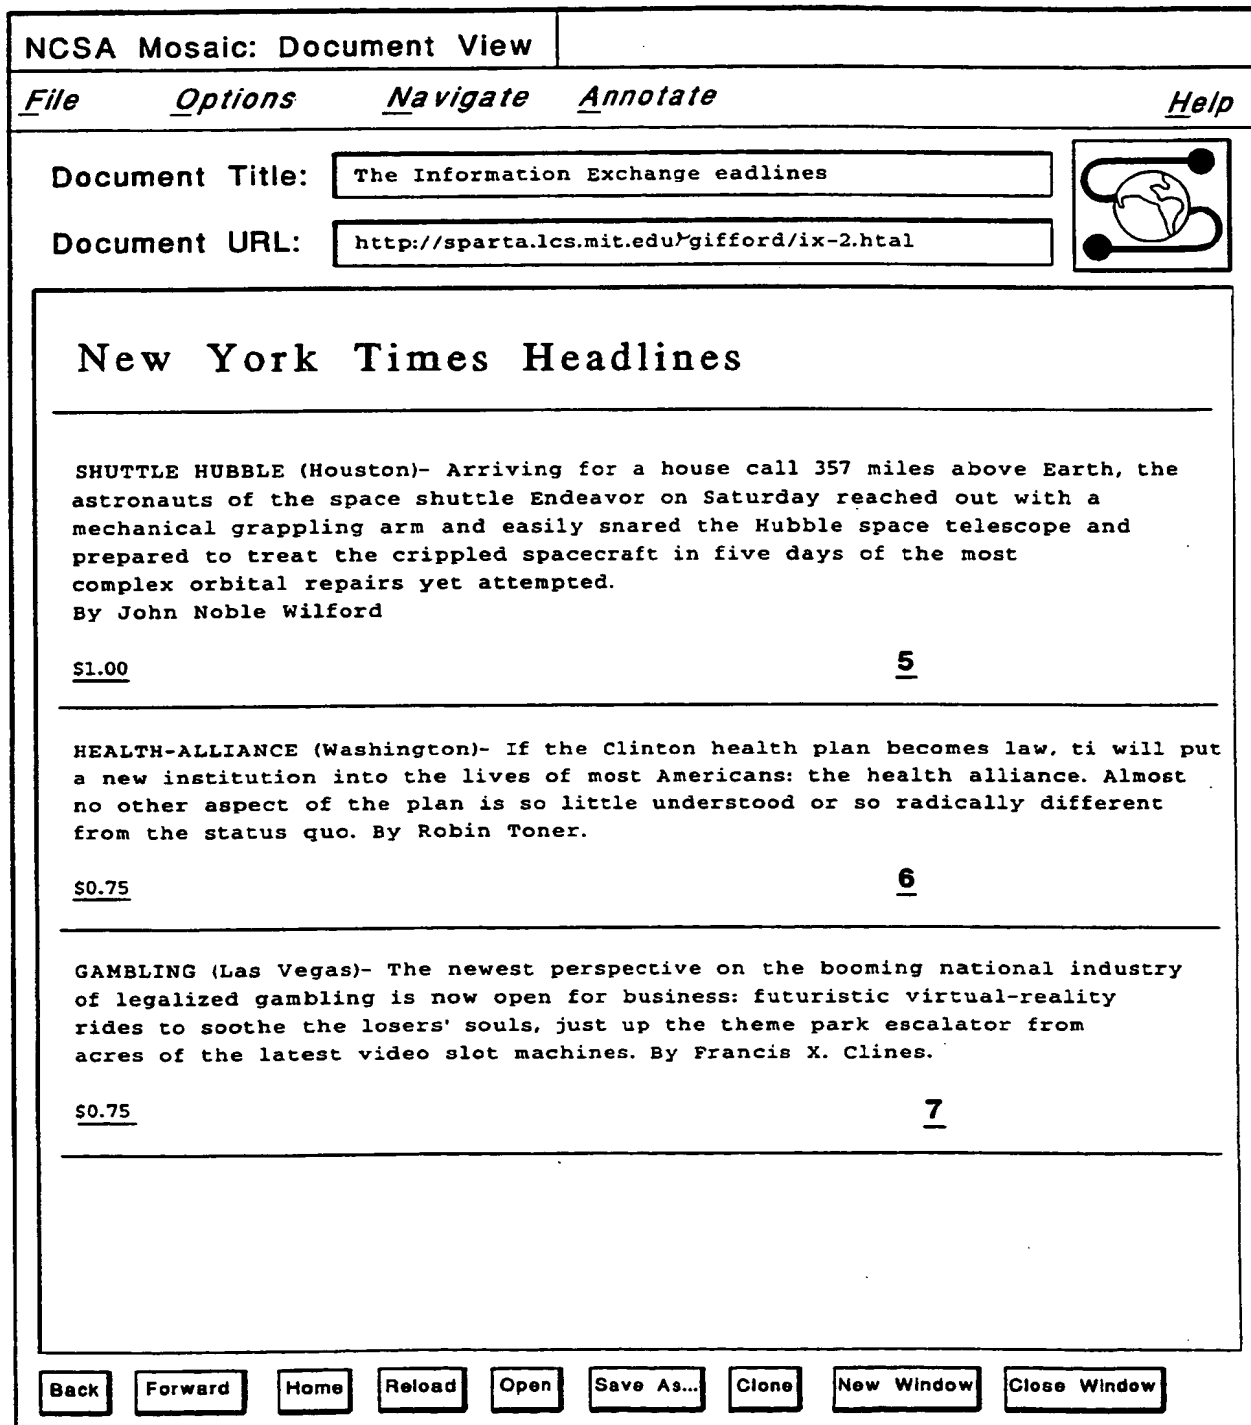 NCSA Mosaic: Document View
File Options Navigate Annotate Help
Document Title: The Information Exchange eadlines
Document URL: http://sparta.lcs.mit.edu/~gifford/ix-2.htal
New York Times Headlines
SHUTTLE HUBBLE (Houston)- Arriving for a house call 357 miles above Earth, the
astronauts of the space shuttle Endeavor on Saturday reached out with a
mechanical grappling arm and easily snared the Hubble space telescope and
prepared to treat the crippled spacecraft in five days of the most
complex orbital repairs yet attempted.
By John Noble Wilford
$1.00 5
HEALTH-ALLIANCE (Washington)- If the Clinton health plan becomes law, ti will put
a new institution into the lives of most Americans: the health alliance. Almost
no other aspect of the plan is so little understood or so radically different
from the status quo. By Robin Toner.
$0.75 6
GAMBLING (Las Vegas)- The newest perspective on the booming national industry
of legalized gambling is now open for business: futuristic virtual-reality
rides to soothe the losers' souls, just up the theme park escalator from
acres of the latest video slot machines. By Francis X. Clines.
$0.75 7
Back Forward Home Reload Open Save As... Clone New Window Close Window